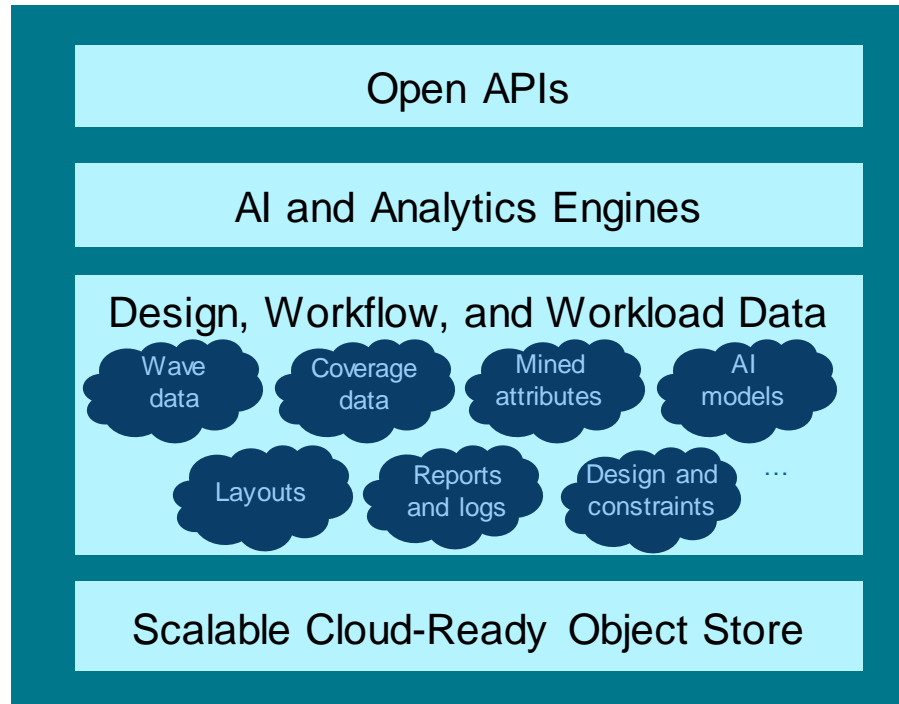 Open APIs
AI and Analytics Engines
Design, Workflow, and Workload Data
Wave
data
Coverage
data
Mined
attributes
AI
models
Layouts
Reports
and logs
Design and
constraints
…
Scalable Cloud-Ready Object Store